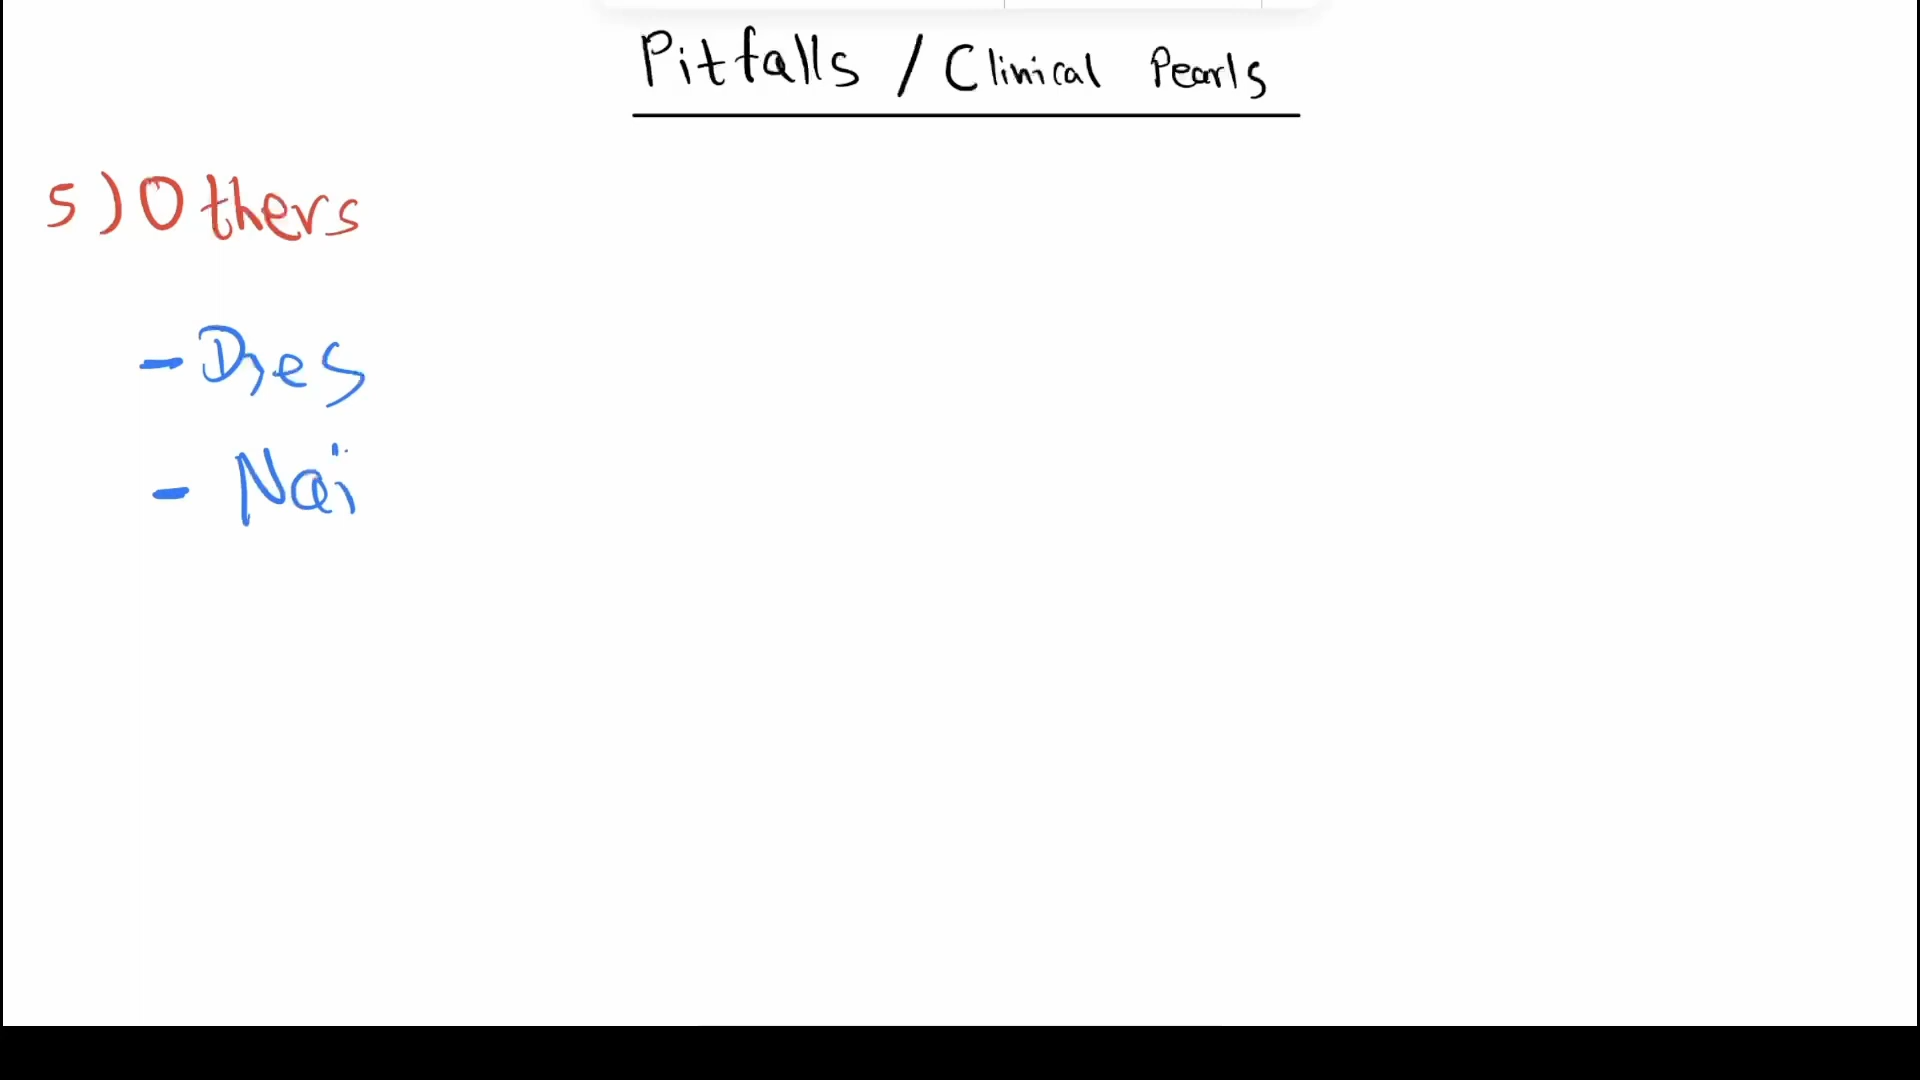 Pitfalls / Clinical Pearls
5) Others
- Dyes
- Nai